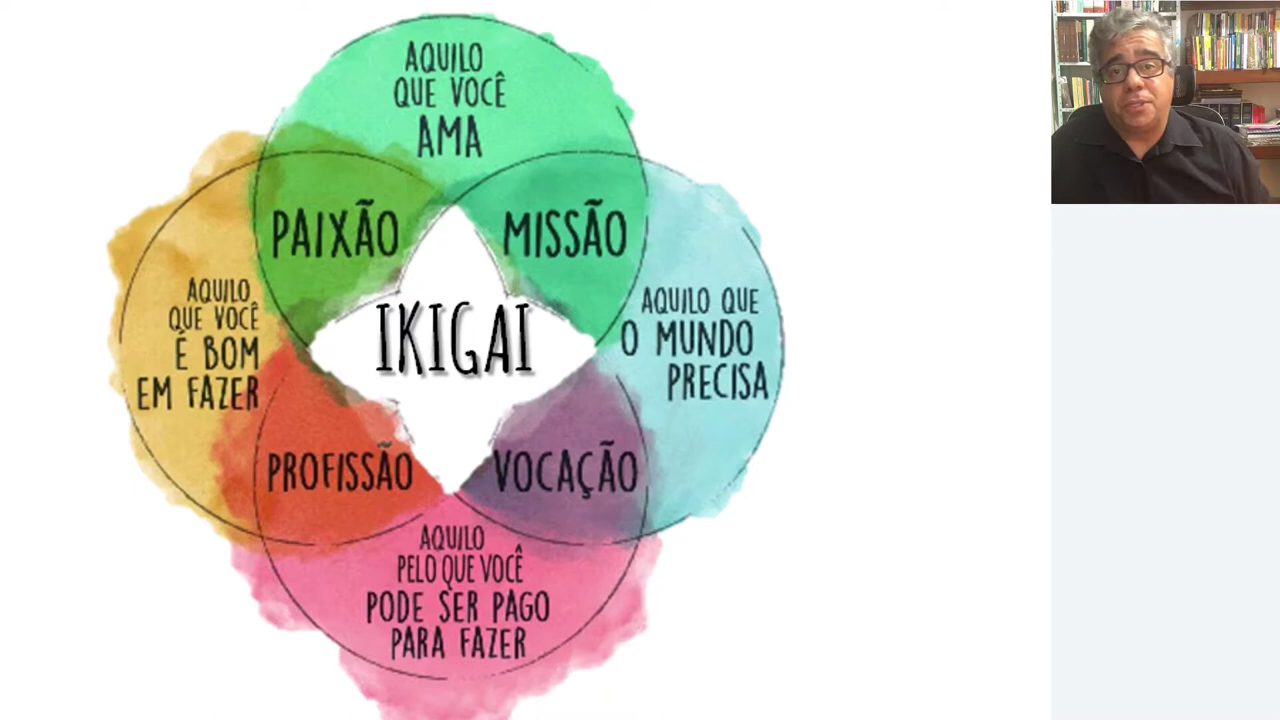 AQUILO
QUE VOCÊ
AMA
PAIXÃO
MISSÃO
AQUILO
QUE VOCÊ
É BOM
EM FAZER
IKIGAI
AQUILO QUE
O MUNDO
PRECISA
PROFISSÃO
VOCAÇÃO
AQUILO
PELO QUE VOCÊ
PODE SER PAGO
PARA FAZER